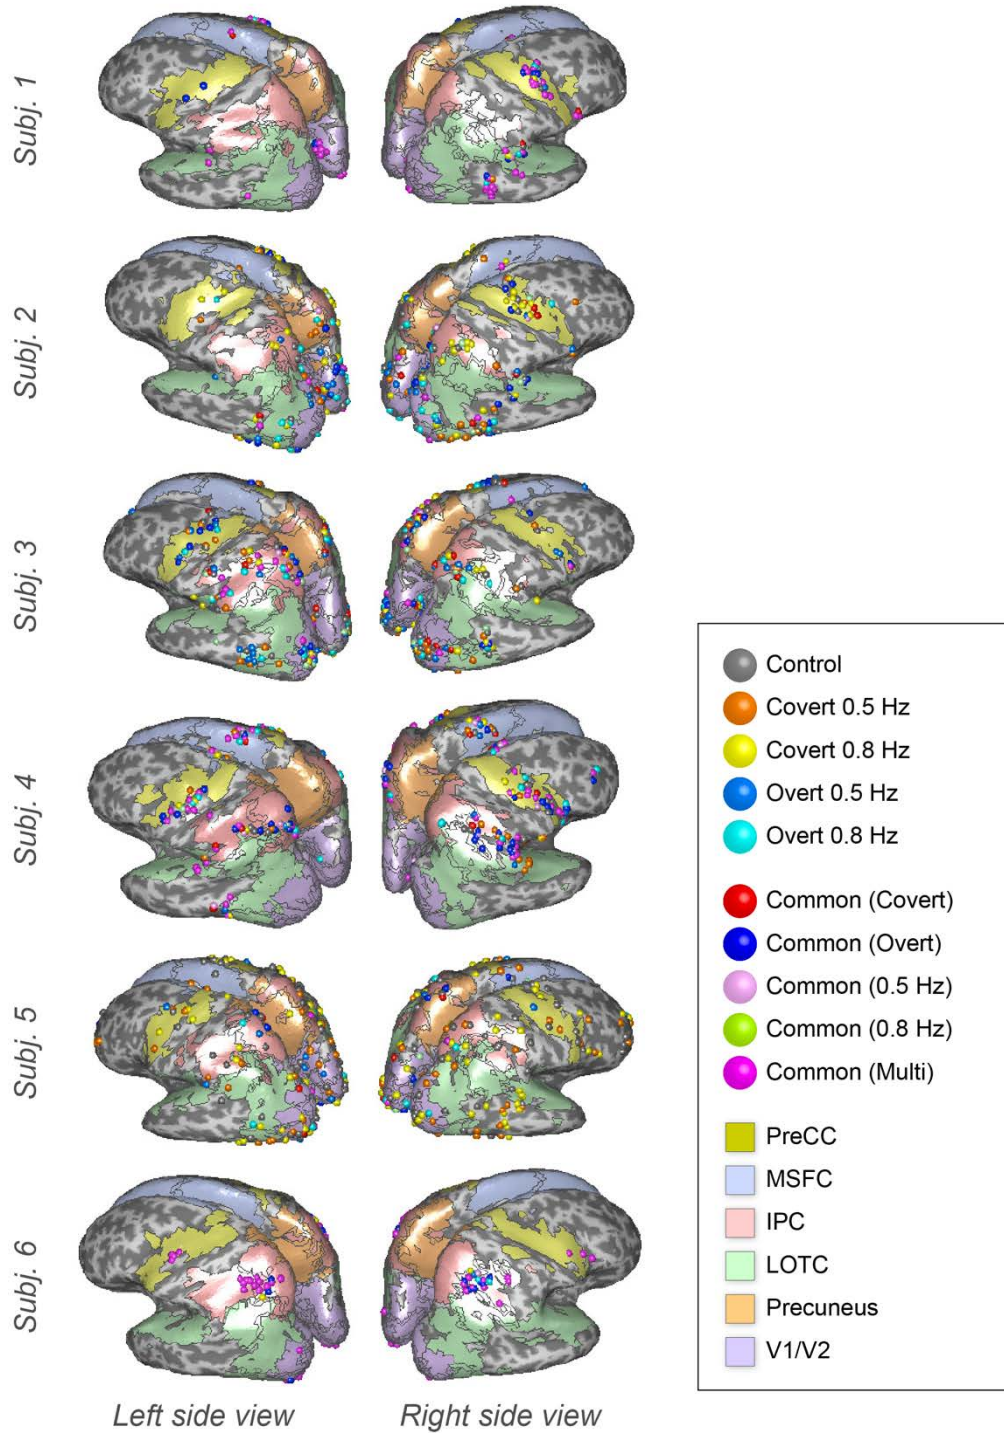 Subj. 1
Subj. 2
Subj. 3
Subj. 4
Subj. 5
Subj. 6
Left side view
Right side view
Control
Covert 0.5 Hz
Covert 0.8 Hz
Overt 0.5 Hz
Overt 0.8 Hz
Common (Covert)
Common (Overt)
Common (0.5 Hz)
Common (0.8 Hz)
Common (Multi)
PreCC
MSFC
IPC
LOTC
Precuneus
V1/V2